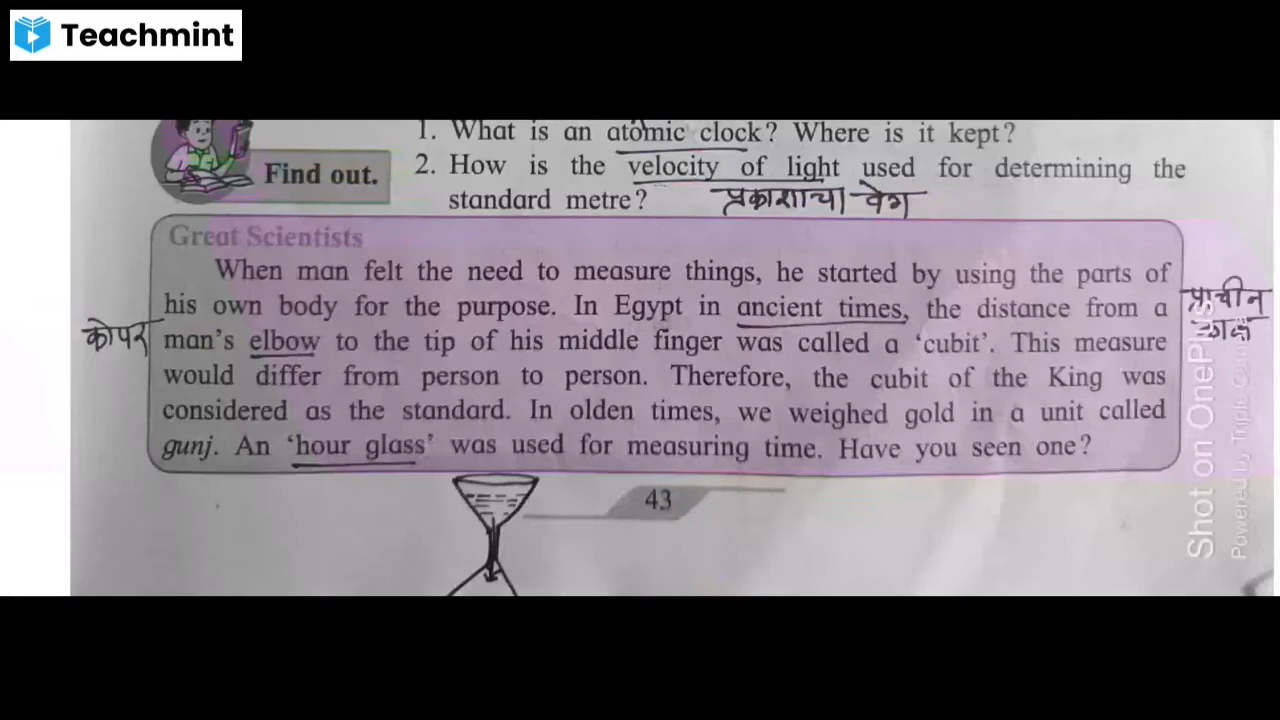 Teachmint
1. What is an atomic clock? Where is it kept?
Find out.
2. How is the velocity of light used for determining the
standard metre? प्रकाशाचा वेग
Great Scientists
When man felt the need to measure things, he started by using the parts of
his own body for the purpose. In Egypt in ancient times, the distance from a
प्राचीन
कोपर
man's elbow to the tip of his middle finger was called a 'cubit'. This measure
would differ from person to person. Therefore, the cubit of the King was
considered as the standard. In olden times, we weighed gold in a unit called
gunj. An 'hour glass' was used for measuring time. Have you seen one?
43
Shot on OnePlus
Powered by Triple